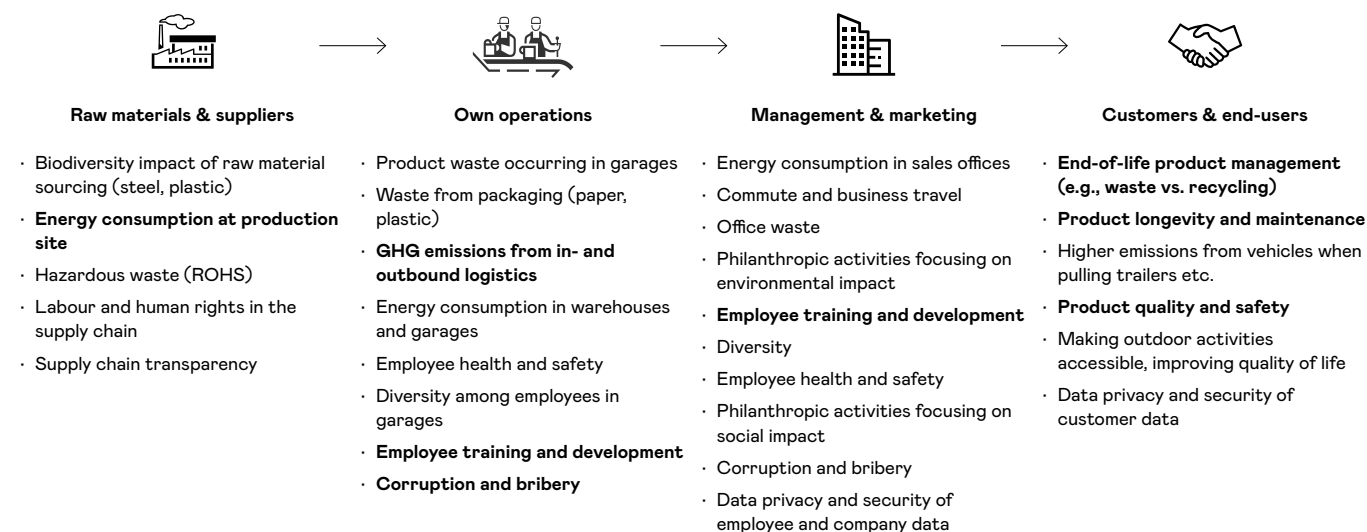 Raw materials & suppliers
· Biodiversity impact of raw material
sourcing (steel, plastic)
· Energy consumption at production
site
· Hazardous waste (ROHS)
· Labour and human rights in the
supply chain
· Supply chain transparency
Own operations
· Product waste occurring in garages
· Waste from packaging (paper,
plastic)
· GHG emissions from in- and
outbound logistics
· Energy consumption in warehouses
and garages
· Employee health and safety
· Diversity among employees in
garages
· Employee training and development
· Corruption and bribery
Management & marketing
· Energy consumption in sales offices
· Commute and business travel
· Office waste
· Philanthropic activities focusing on
environmental impact
· Employee training and development
· Diversity
· Employee health and safety
· Philanthropic activities focusing on
social impact
· Corruption and bribery
· Data privacy and security of
employee and company data
Customers & end-users
· End-of-life product management
(e.g., waste vs. recycling)
· Product longevity and maintenance
· Higher emissions from vehicles when
pulling trailers etc.
· Product quality and safety
· Making outdoor activities
accessible, improving quality of life
· Data privacy and security of
customer data